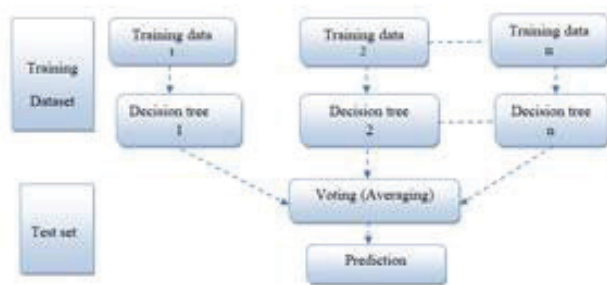 Training data
1
Training data
2
Training data
n
Training
Dataset
Decision tree
1
Decision tree
2
Decision tree
n
Voting (Averaging)
Test set
Prediction